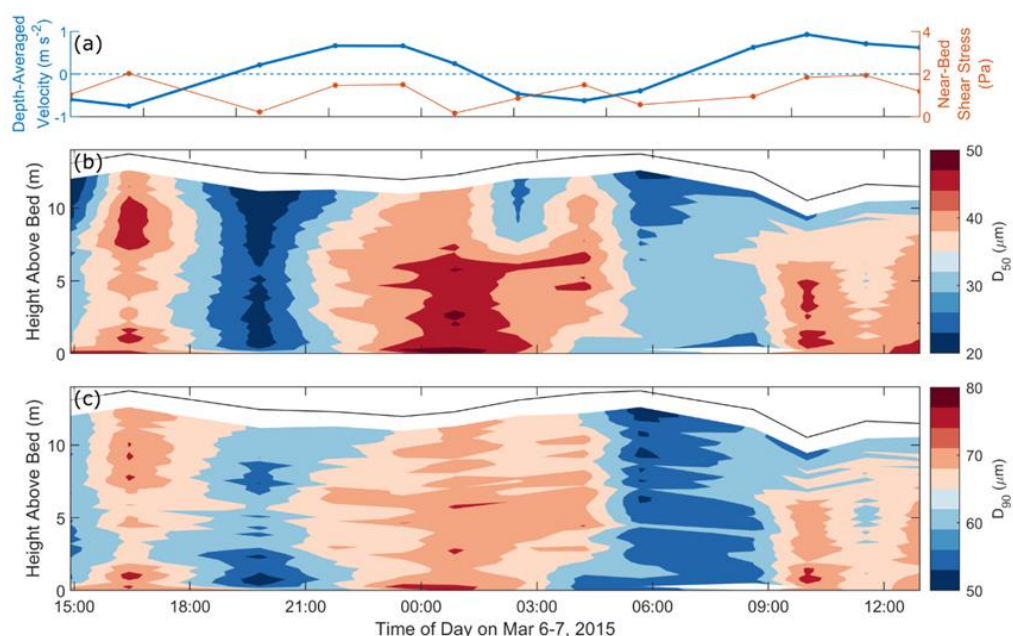 (a)
Depth-Averaged
Velocity (m s-2)
1
0
-1
4
2
0
Near-Bed
Shear Stress
(Pa)
(b)
Height Above Bed (m)
10
5
0
50
40
30
20
D50 (μm)
(c)
Height Above Bed (m)
10
5
0
80
70
60
50
D90 (μm)
15:00 18:00 21:00 00:00 03:00 06:00 09:00 12:00
Time of Day on Mar 6-7, 2015